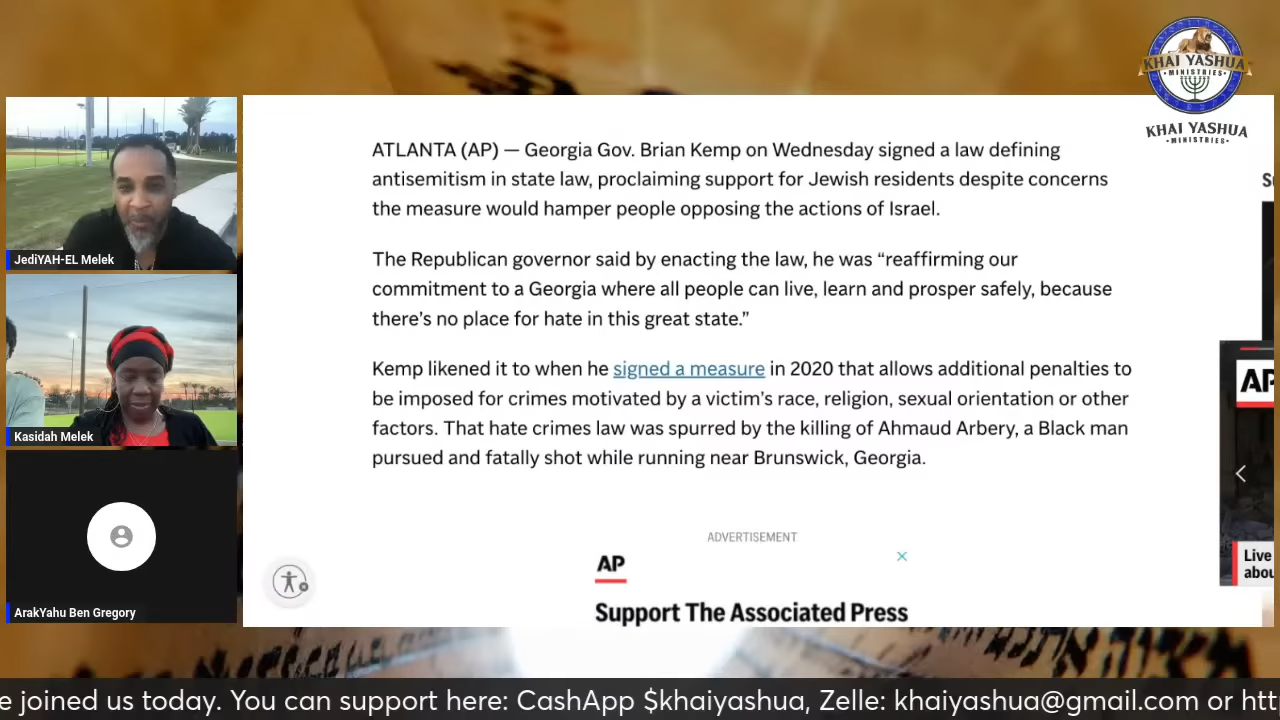 KHAI YASHUA
MINISTRIES
KHAI YASHUA
MINISTRIES
JediYAH-EL Melek
Kasidah Melek
ArakYahu Ben Gregory
ATLANTA (AP) — Georgia Gov. Brian Kemp on Wednesday signed a law defining
antisemitism in state law, proclaiming support for Jewish residents despite concerns
the measure would hamper people opposing the actions of Israel.
The Republican governor said by enacting the law, he was “reaffirming our
commitment to a Georgia where all people can live, learn and prosper safely, because
there’s no place for hate in this great state.”
Kemp likened it to when he signed a measure in 2020 that allows additional penalties to
be imposed for crimes motivated by a victim’s race, religion, sexual orientation or other
factors. That hate crimes law was spurred by the killing of Ahmaud Arbery, a Black man
pursued and fatally shot while running near Brunswick, Georgia.
ADVERTISEMENT
AP
Support The Associated Press
AP
Live
abou
e joined us today. You can support here: CashApp $khaiyashua, Zelle: khaiyashua@gmail.com or htt